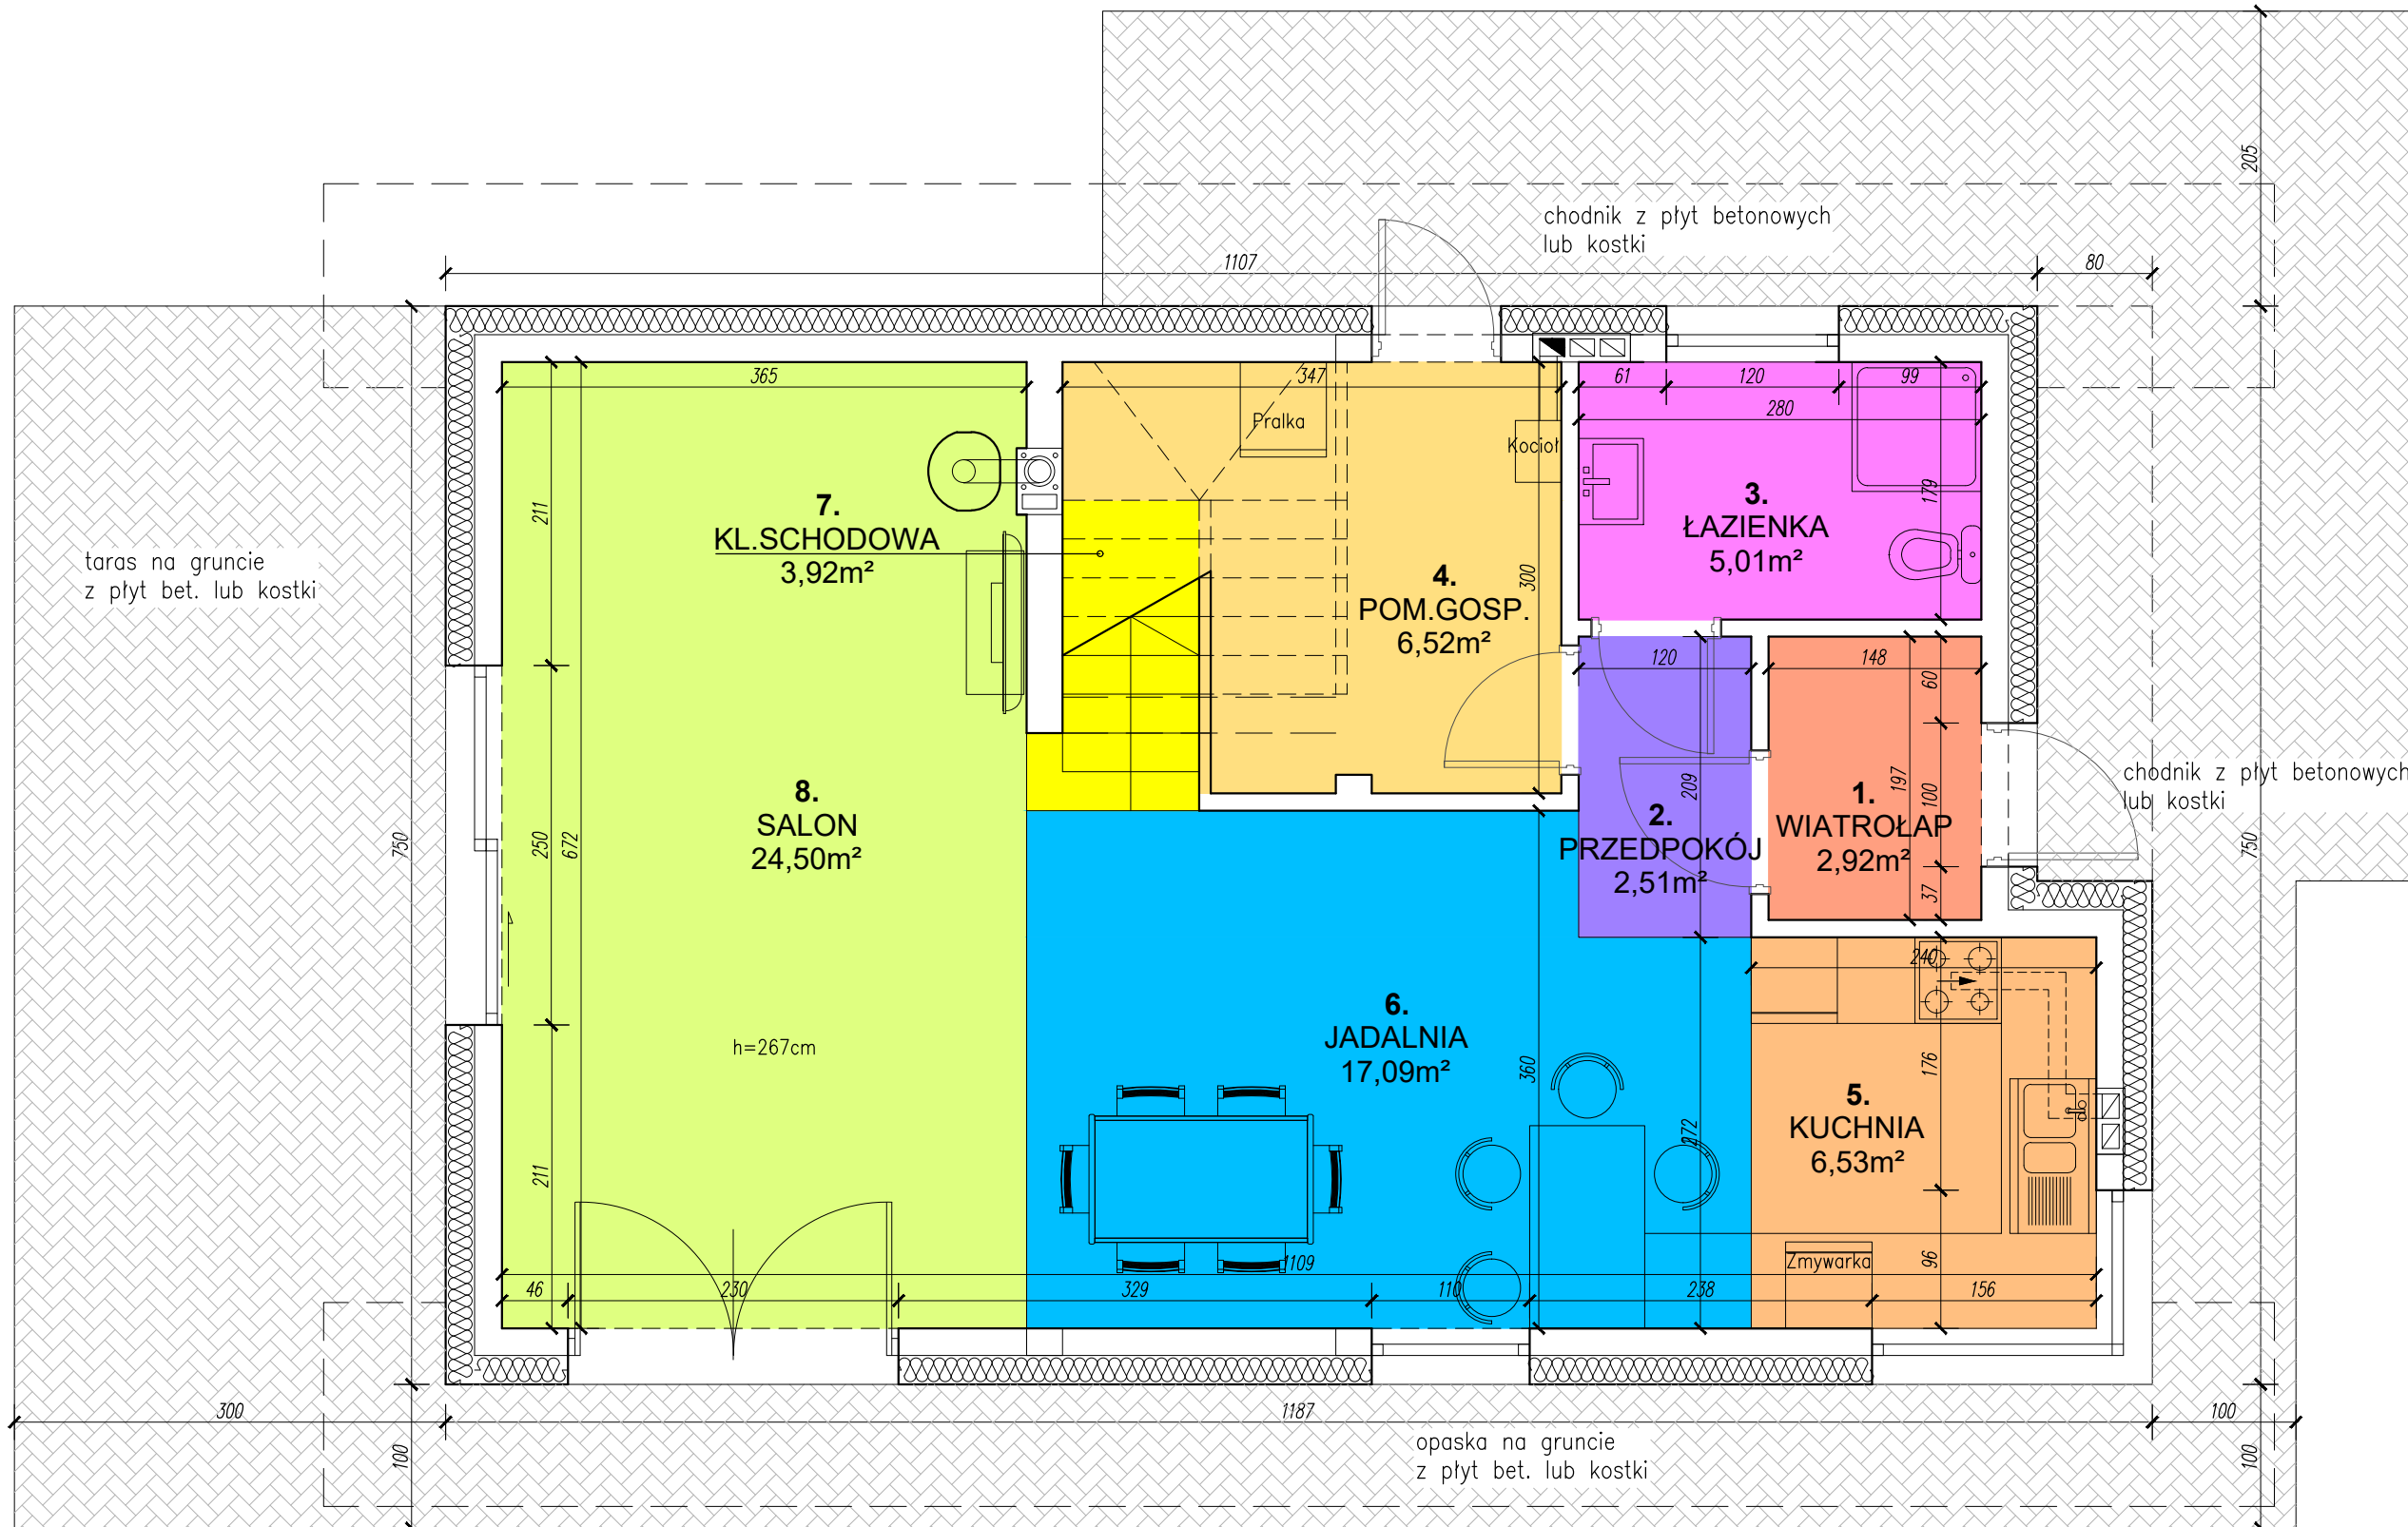 205
chodnik z płyt betonowych
lub kostki
1107
80
365
347
61
120
99
280
Pralka
Kocioł
211
179
7.
KL.SCHODOWA
3,92m²
3.
ŁAZIENKA
5,01m²
taras na gruncie
z płyt bet. lub kostki
300
4.
POM.GOSP.
6,52m²
120
148
60
chodnik z płyt betonowych
lub kostki
750
250
672
8.
SALON
24,50m²
209
197
100
2.
PRZEDPOKÓJ
2,51m²
1.
WIATROŁAP
2,92m²
37
750
240
6.
JADALNIA
17,09m²
h=267cm
360
176
272
5.
KUCHNIA
6,53m²
211
96
Zmywarka
1109
46
230
329
110
238
156
300
1187
100
100
opaska na gruncie
z płyt bet. lub kostki
100